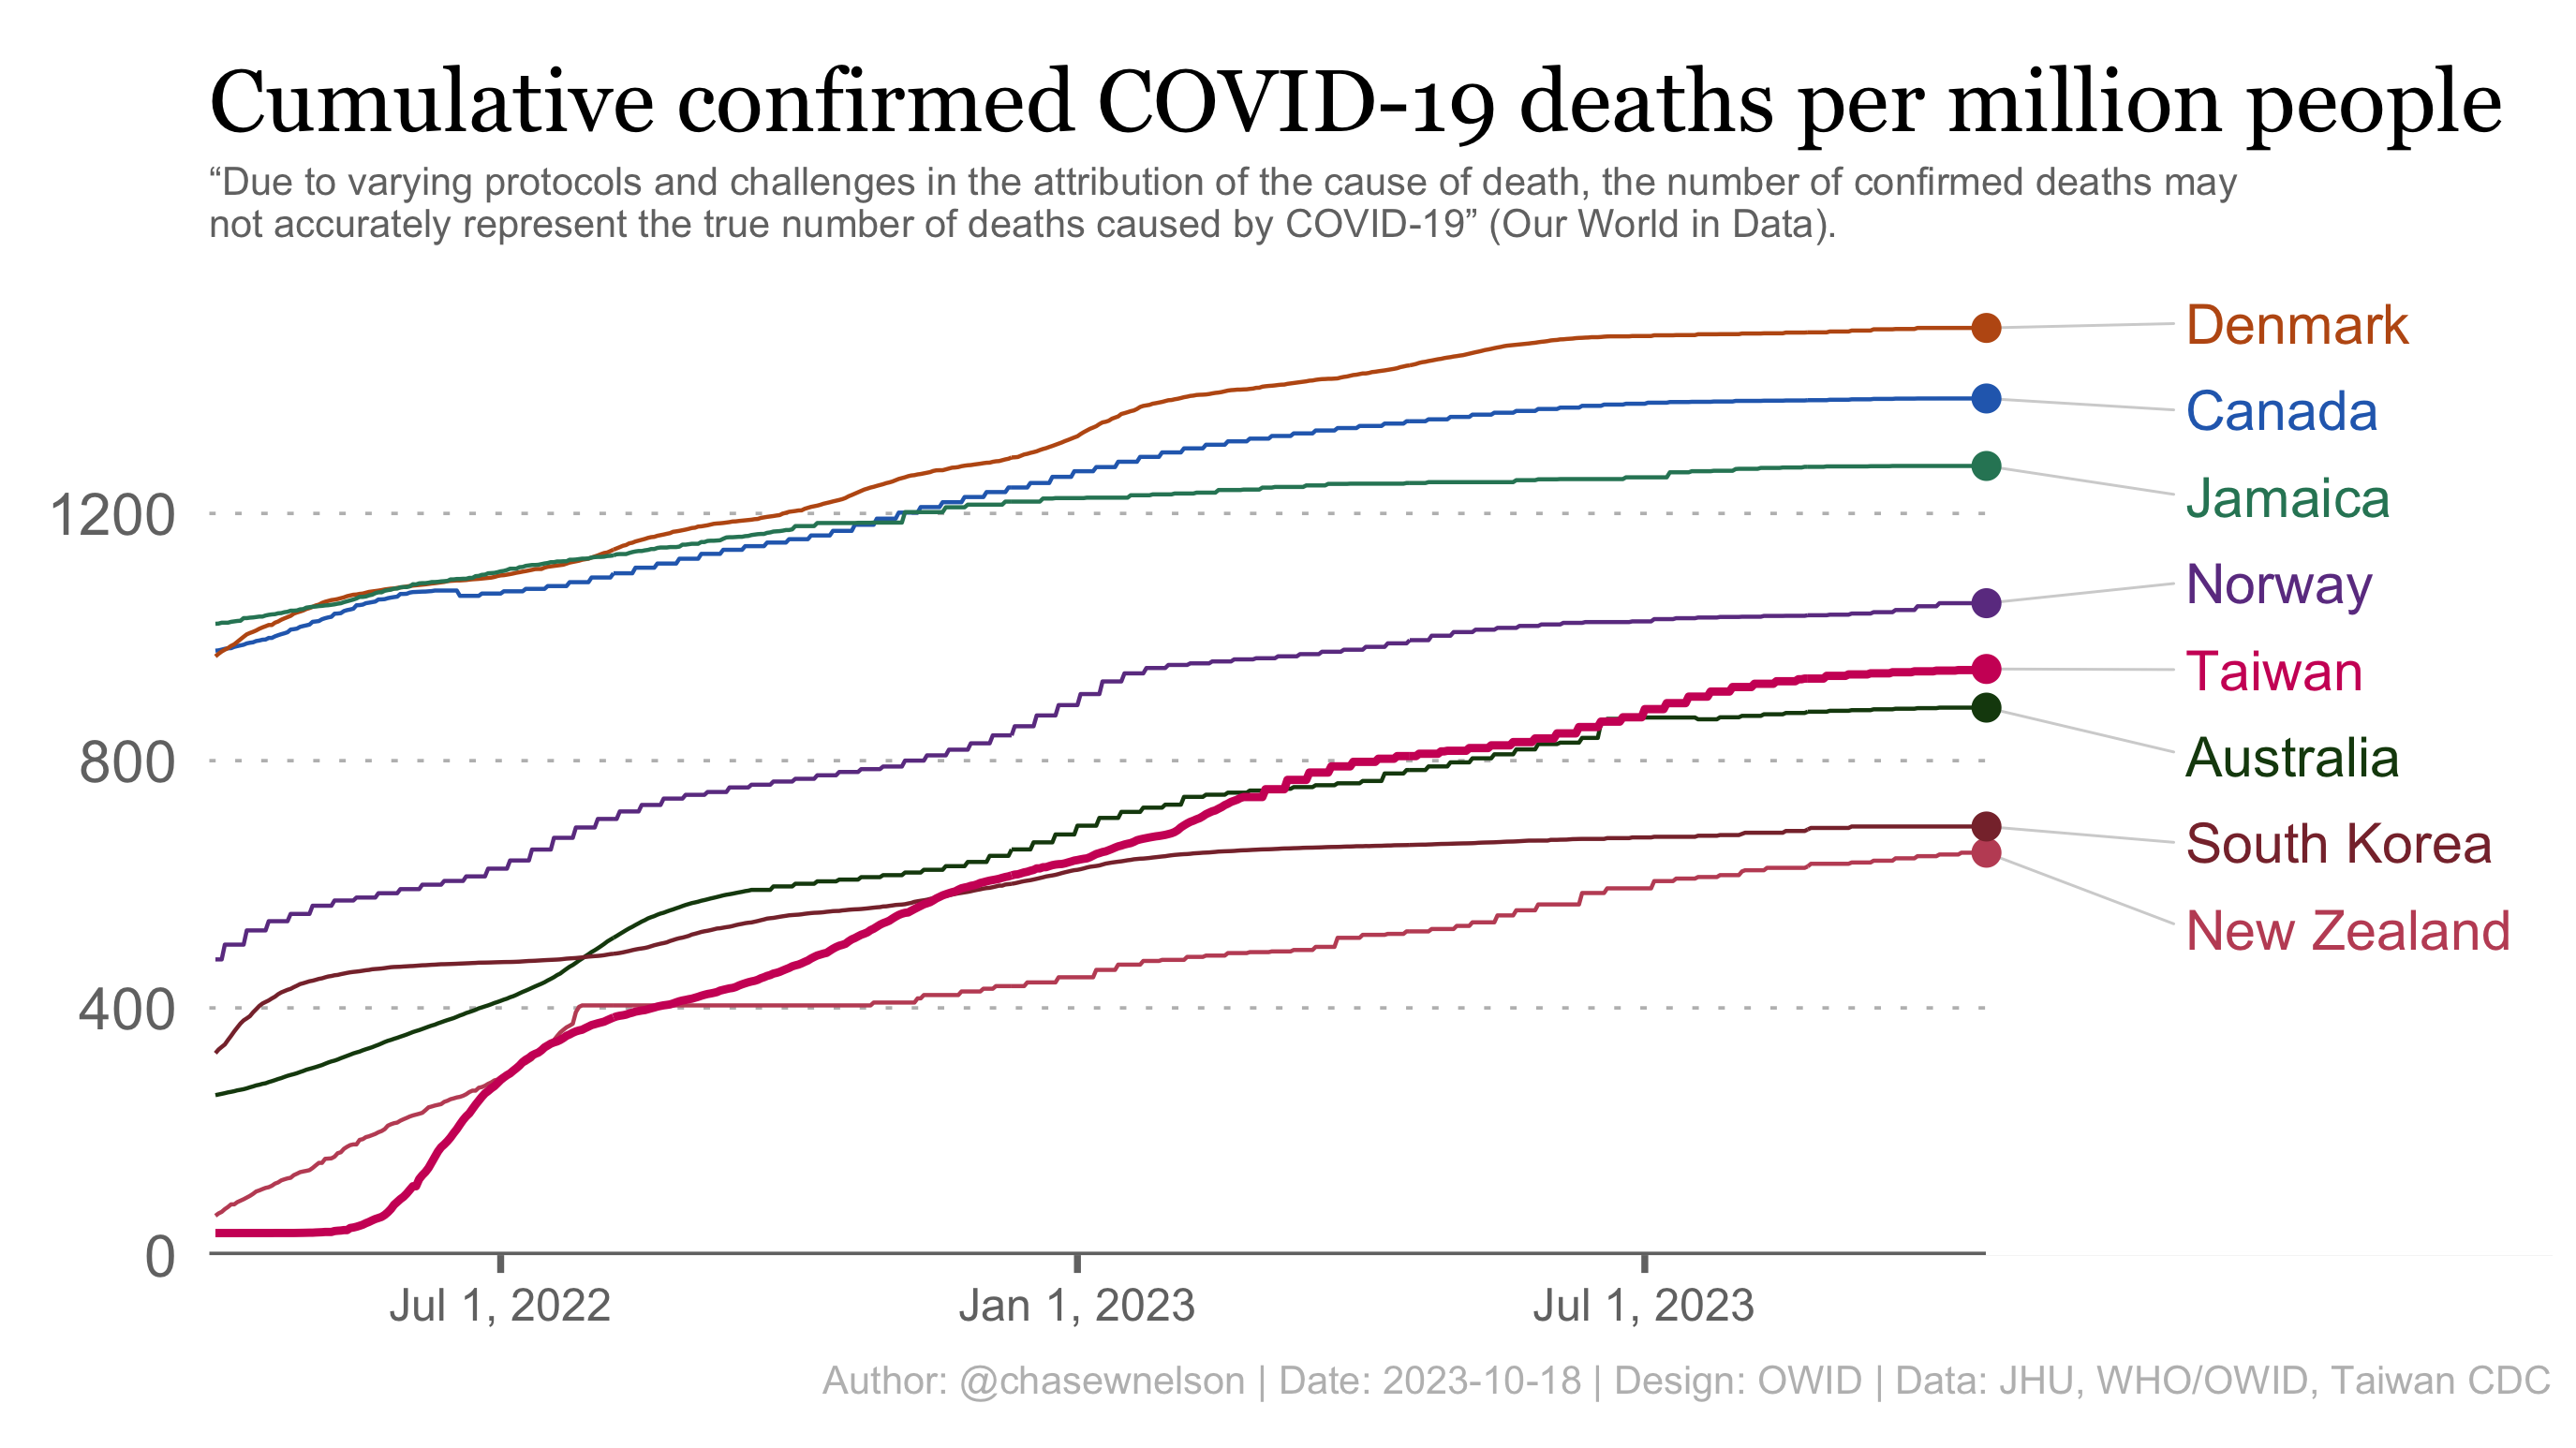 Cumulative confirmed COVID-19 deaths per million people
“Due to varying protocols and challenges in the attribution of the cause of death, the number of confirmed deaths may
not accurately represent the true number of deaths caused by COVID-19” (Our World in Data).
Denmark
Canada
Jamaica
Norway
Taiwan
Australia
South Korea
New Zealand
1200
800
400
0
Jul 1, 2022
Jan 1, 2023
Jul 1, 2023
Author: @chasewnelson | Date: 2023-10-18 | Design: OWID | Data: JHU, WHO/OWID, Taiwan CDC